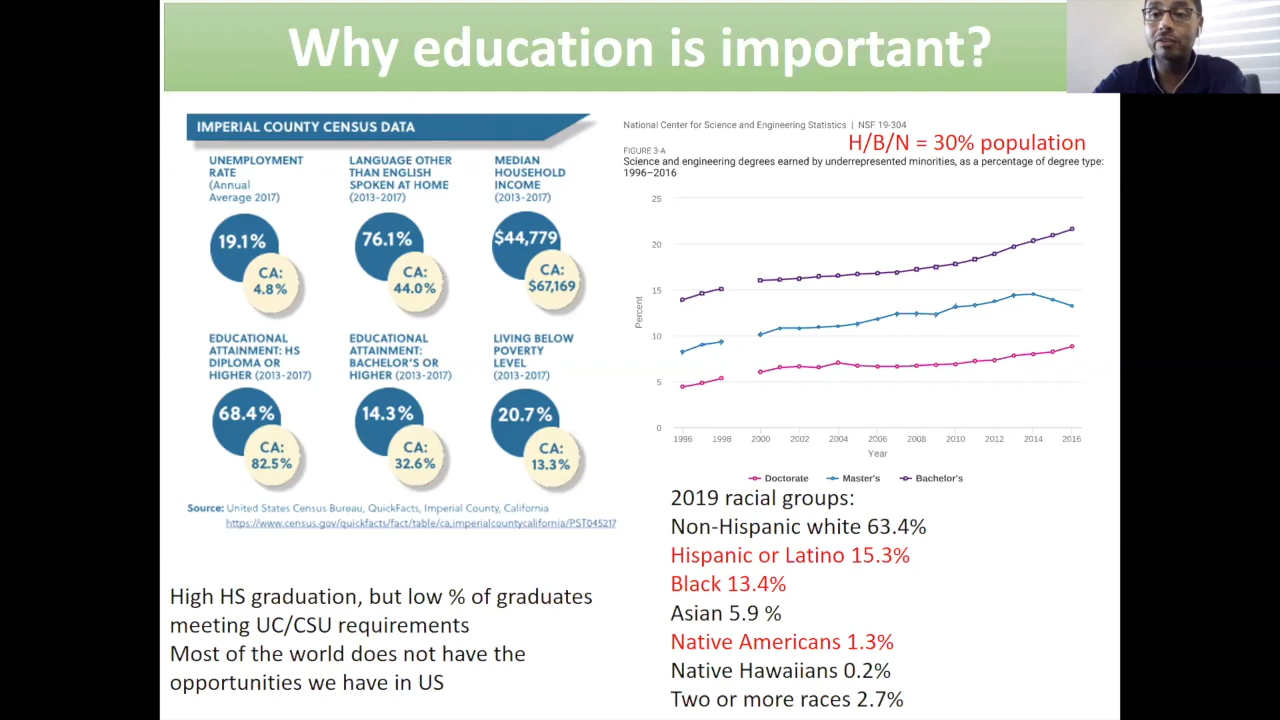 Why education is important?
IMPERIAL COUNTY CENSUS DATA
UNEMPLOYMENT
RATE
(Annual
Average 2017)
19.1%
CA:
4.8%
LANGUAGE OTHER
THAN ENGLISH
SPOKEN AT HOME
(2013-2017)
76.1%
CA:
44.0%
MEDIAN
HOUSEHOLD
INCOME
(2013-2017)
$44,779
CA:
$67,169
EDUCATIONAL
ATTAINMENT: HS
DIPLOMA OR
HIGHER (2013-2017)
68.4%
CA:
82.5%
EDUCATIONAL
ATTAINMENT:
BACHELOR'S OR
HIGHER (2013-2017)
14.3%
CA:
32.6%
LIVING BELOW
POVERTY
LEVEL
(2013-2017)
20.7%
CA:
13.3%
Source: United States Census Bureau, QuickFacts, Imperial County, California
https://www.census.gov/quickfacts/fact/table/ca,imperialcountycalifornia/PST045217
High HS graduation, but low % of graduates
meeting UC/CSU requirements
Most of the world does not have the
opportunities we have in US
National Center for Science and Engineering Statistics | NSF 19-304
H/B/N = 30% population
FIGURE 3-A
Science and engineering degrees earned by underrepresented minorities, as a percentage of degree type:
1996–2016
25
20
15
10
5
0
Percent
1996 1998 2000 2002 2004 2006 2008 2010 2012 2014 2016
Year
Doctorate Master's Bachelor's
2019 racial groups:
Non-Hispanic white 63.4%
Hispanic or Latino 15.3%
Black 13.4%
Asian 5.9 %
Native Americans 1.3%
Native Hawaiians 0.2%
Two or more races 2.7%